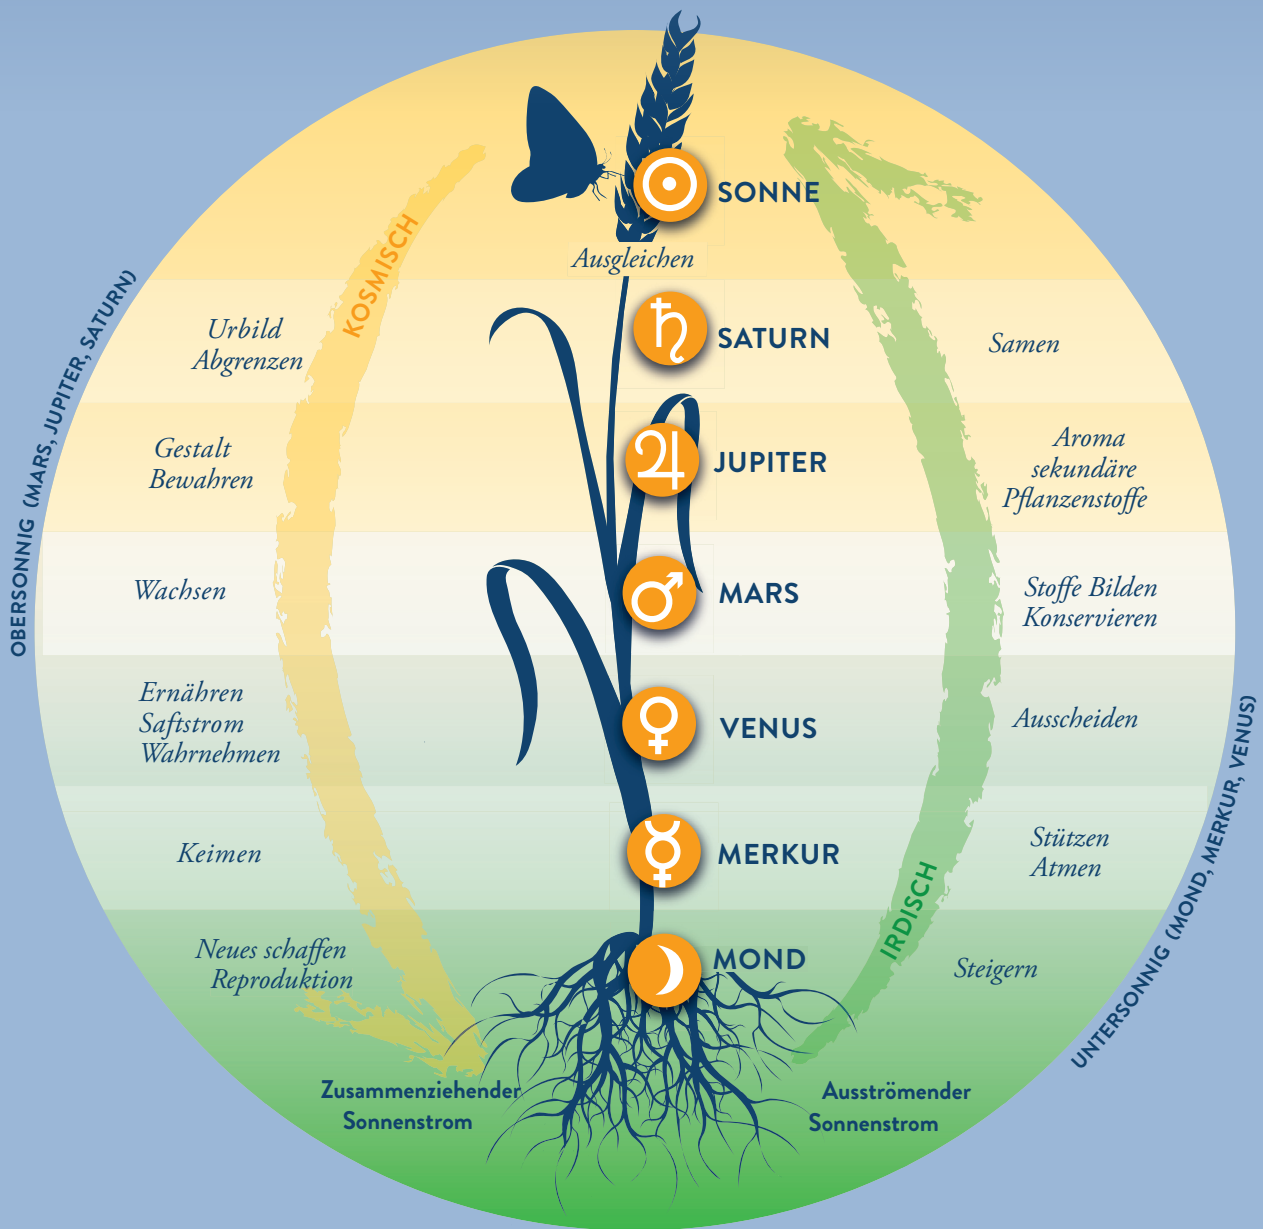 SONNE
Ausgleichen
KOSMISCH
OBERSONNIG (MARS, JUPITER, SATURN)
Urbild
Abgrenzen
SATURN
Samen
Gestalt
Bewahren
JUPITER
Aroma
sekundäre
Pflanzenstoffe
Wachsen
MARS
Stoffe Bilden
Konservieren
Ernähren
Saftstrom
Wahrnehmen
VENUS
Ausscheiden
Keimen
MERKUR
Stützen
Atmen
IRDISCH
UNTERSONNIG (MOND, MERKUR, VENUS)
Neues schaffen
Reproduktion
MOND
Steigern
Zusammenziehender
Sonnenstrom
Ausströmender
Sonnenstrom